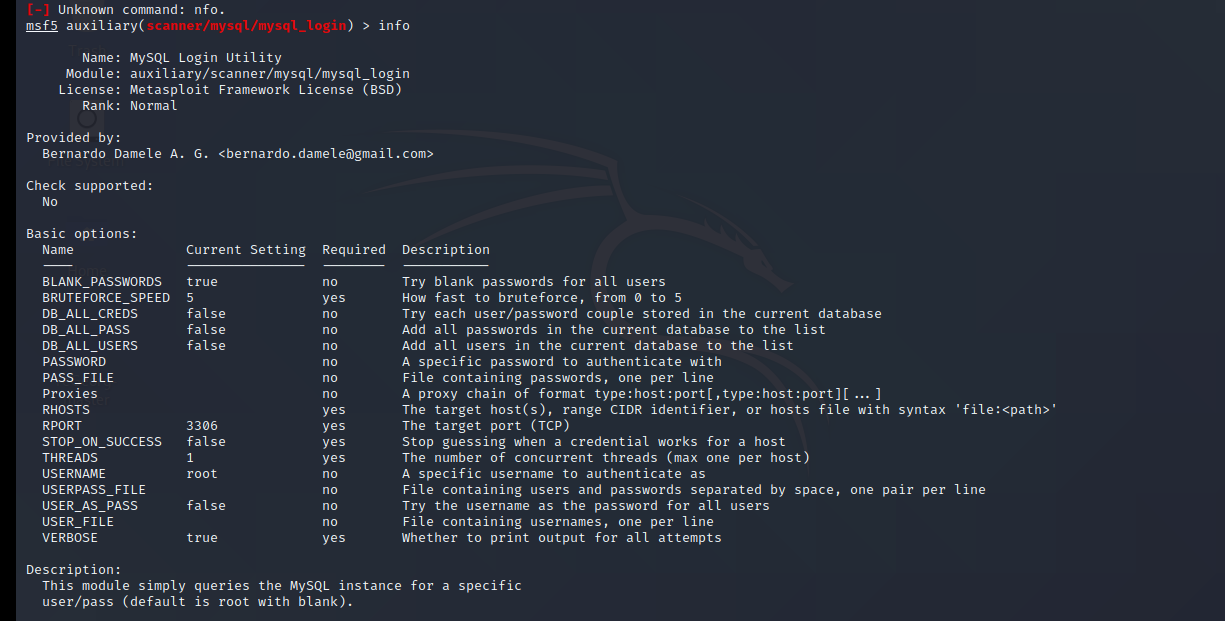 [-] Unknown command: nfo.
msf5 auxiliary(scanner/mysql/mysql_login) > info
Name: MySQL Login Utility
Module: auxiliary/scanner/mysql/mysql_login
License: Metasploit Framework License (BSD)
Rank: Normal
Provided by:
Bernardo Damele A. G. <bernardo.damele@gmail.com>
Check supported:
No
Basic options:
Name Current Setting Required Description
BLANK_PASSWORDS true no Try blank passwords for all users
BRUTEFORCE_SPEED 5 yes How fast to bruteforce, from 0 to 5
DB_ALL_CREDS false no Try each user/password couple stored in the current database
DB_ALL_PASS false no Add all passwords in the current database to the list
DB_ALL_USERS false no Add all users in the current database to the list
PASSWORD no A specific password to authenticate with
PASS_FILE no File containing passwords, one per line
Proxies no A proxy chain of format type:host:port[,type:host:port][...]
RHOSTS yes The target host(s), range CIDR identifier, or hosts file with syntax 'file:<path>'
RPORT 3306 yes The target port (TCP)
STOP_ON_SUCCESS false yes Stop guessing when a credential works for a host
THREADS 1 yes The number of concurrent threads (max one per host)
USERNAME root no A specific username to authenticate as
USERPASS_FILE no File containing users and passwords separated by space, one pair per line
USER_AS_PASS false no Try the username as the password for all users
USER_FILE no File containing usernames, one per line
VERBOSE true yes Whether to print output for all attempts
Description:
This module simply queries the MySQL instance for a specific
user/pass (default is root with blank).